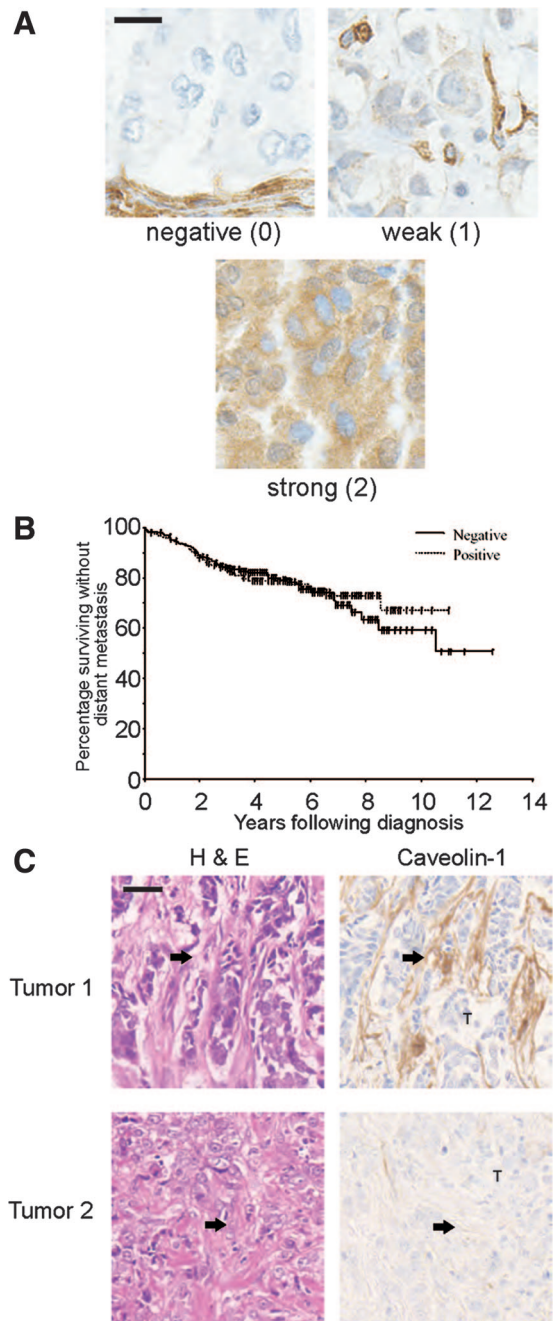 A
negative (0)
weak (1)
strong (2)
B
Percentage surviving without
distant metastasis
100
80
60
40
20
0
Negative
Positive
0 2 4 6 8 10 12 14
Years following diagnosis
C
H & E
Caveolin-1
Tumor 1
T
Tumor 2
T